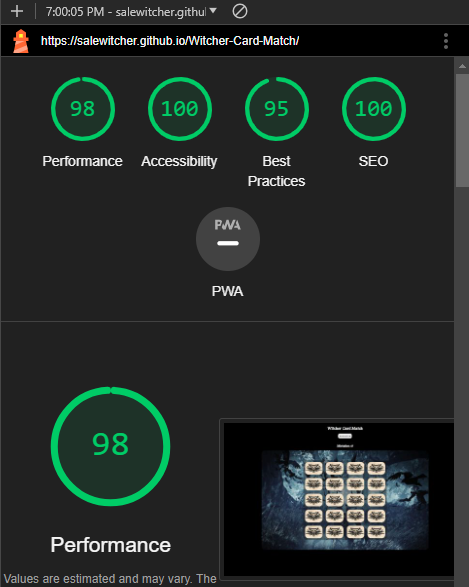 7:00:05 PM - salewitcher.githu
https://salewitcher.github.io/Witcher-Card-Match/
98
100
95
100
Performance
Accessibility
Best
Practices
SEO
PWA
PWA
98
Performance
Values are estimated and may vary. The
Witcher Card Match